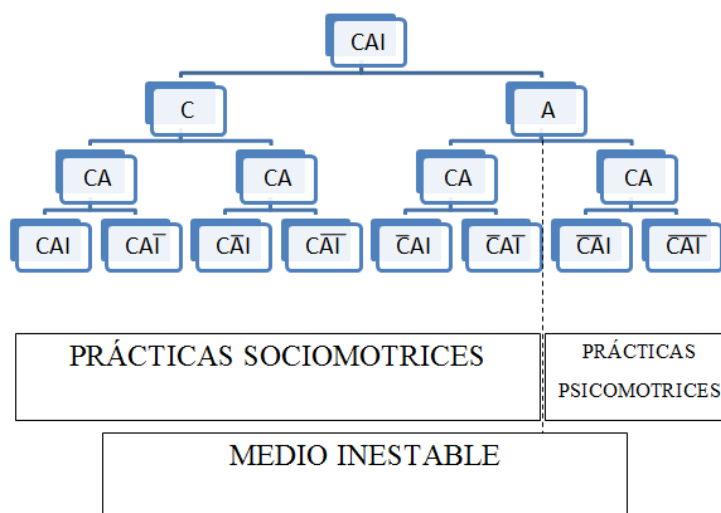 CAI
C A
CA CA CA CA
CAI CAI̅ CA̅I CA̅I̅ C̅AI C̅AI̅ C̅A̅I C̅A̅I̅
PRÁCTICAS SOCIOMOTRICES
PRÁCTICAS
PSICOMOTRICES
MEDIO INESTABLE